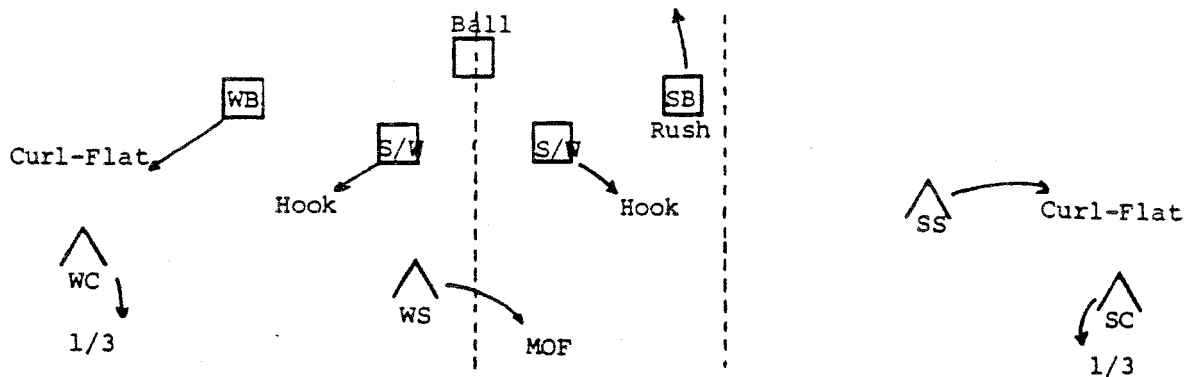 Ball
WB
SB
Rush
S/W
S/W
Curl-Flat
Hook
Hook
SS
Curl-Flat
WC
WS
SC
1/3
MOF
1/3